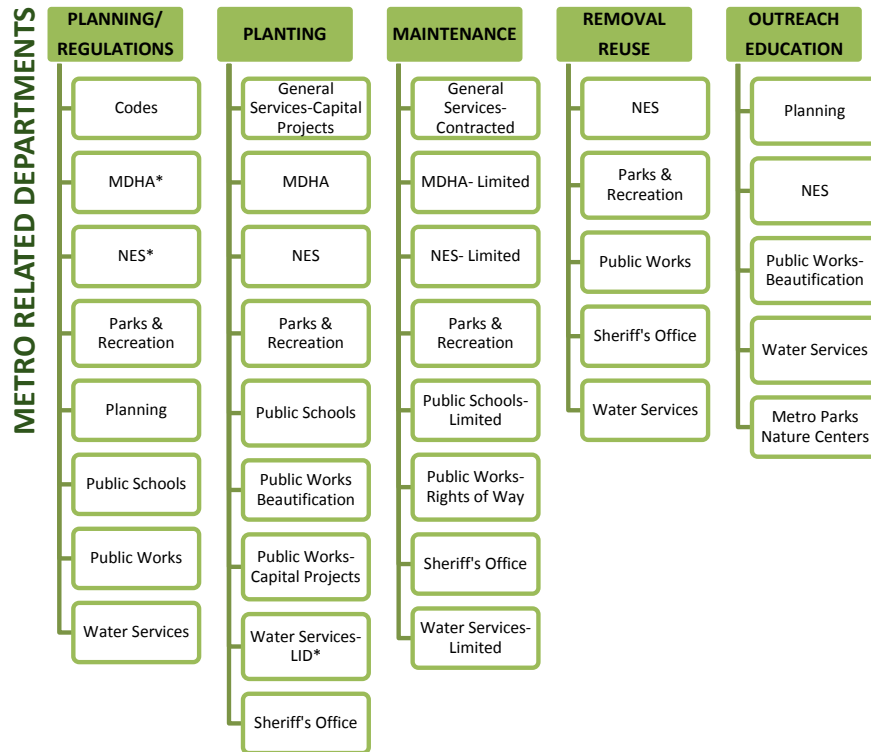 METRO RELATED DEPARTMENTS
PLANNING/
REGULATIONS
Codes
MDHA*
NES*
Parks &
Recreation
Planning
Public Schools
Public Works
Water Services
PLANTING
General
Services-Capital
Projects
MDHA
NES
Parks &
Recreation
Public Schools
Public Works
Beautification
Public Works-
Capital Projects
Water Services-
LID*
Sheriff's Office
MAINTENANCE
General
Services-
Contracted
MDHA- Limited
NES- Limited
Parks &
Recreation
Public Schools-
Limited
Public Works-
Rights of Way
Sheriff's Office
Water Services-
Limited
REMOVAL
REUSE
NES
Parks &
Recreation
Public Works
Sheriff's Office
Water Services
OUTREACH
EDUCATION
Planning
NES
Public Works-
Beautification
Water Services
Metro Parks
Nature Centers